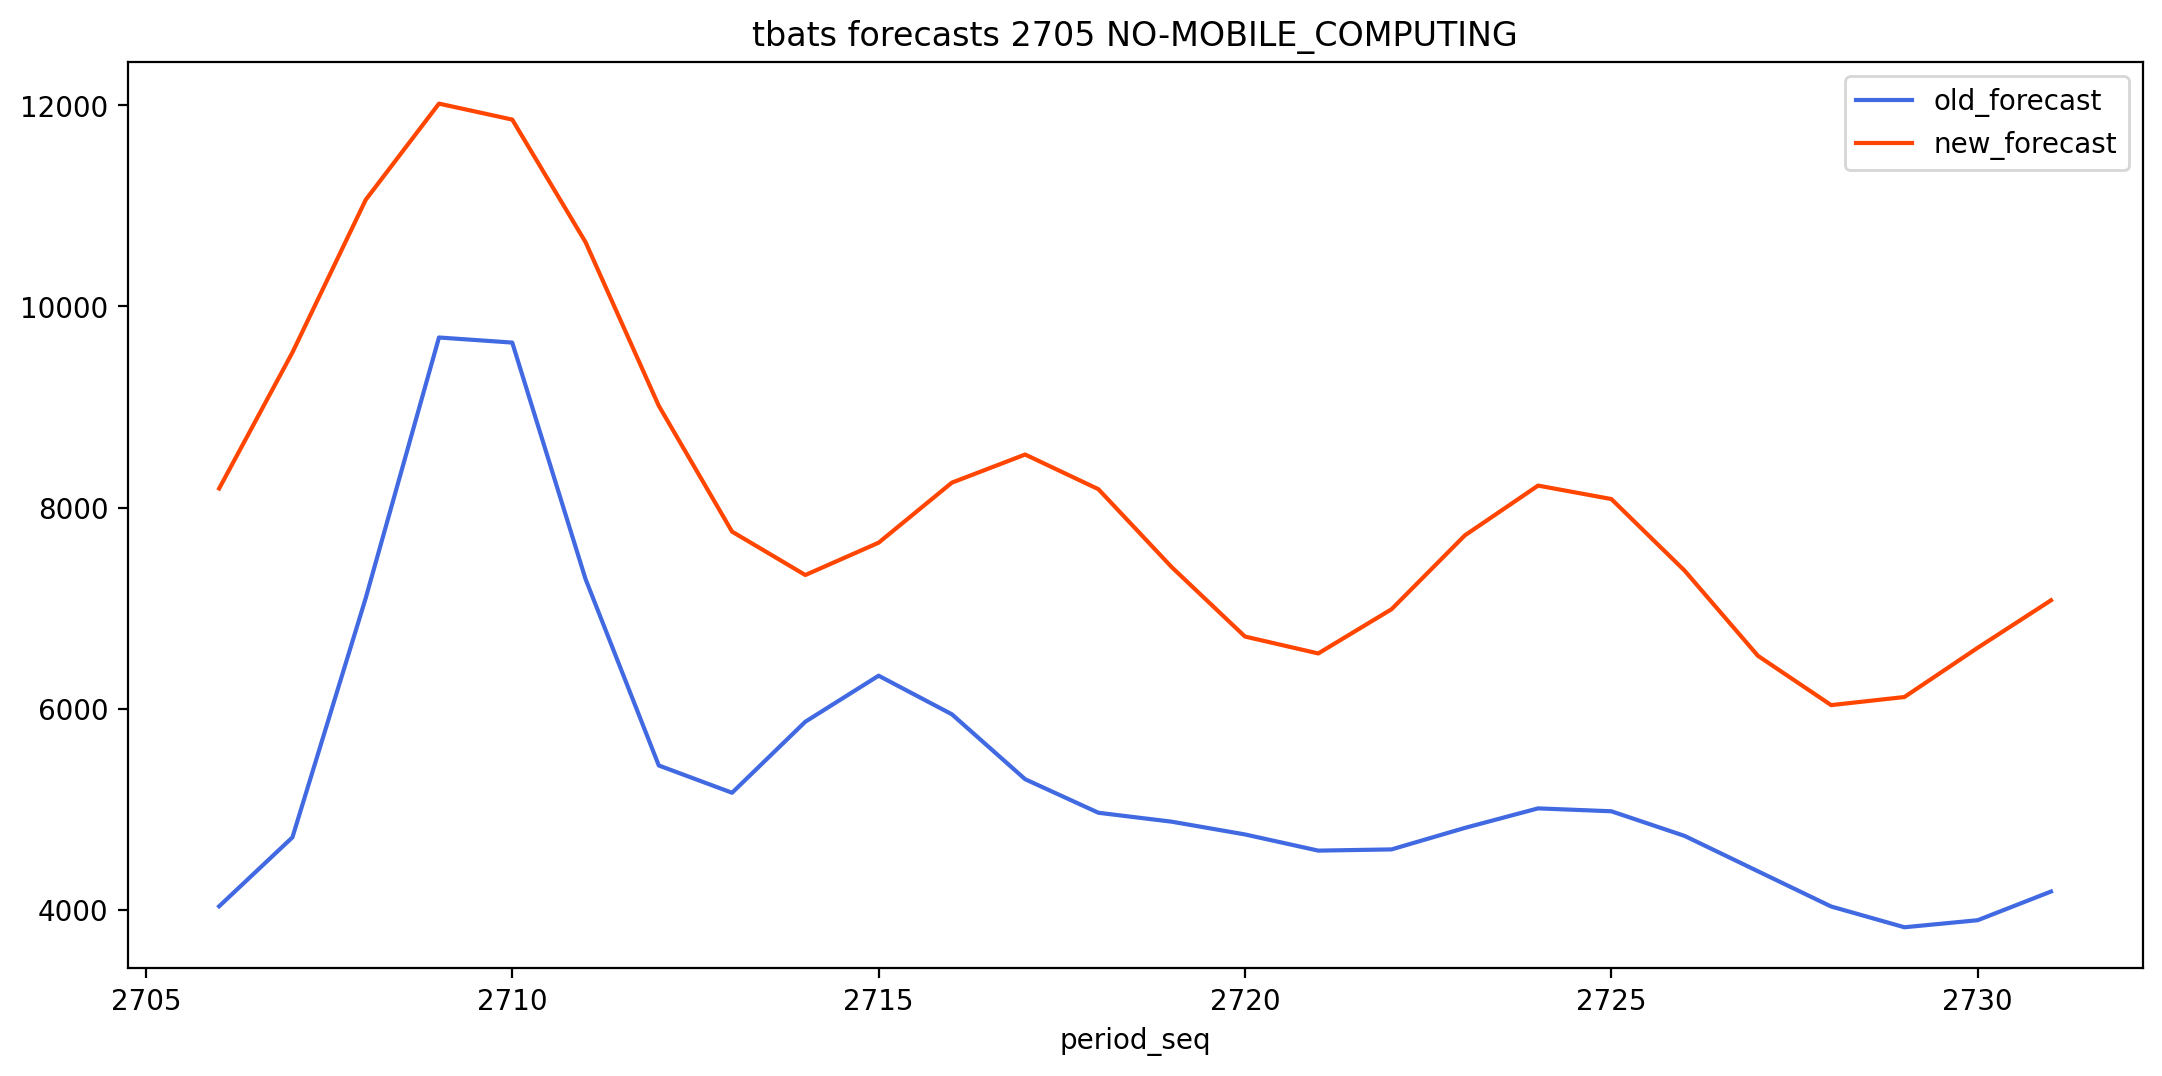 tbats forecasts 2705 NO-MOBILE_COMPUTING
old_forecast
new_forecast
12000
10000
8000
6000
4000
2705 2710 2715 2720 2725 2730
period_seq